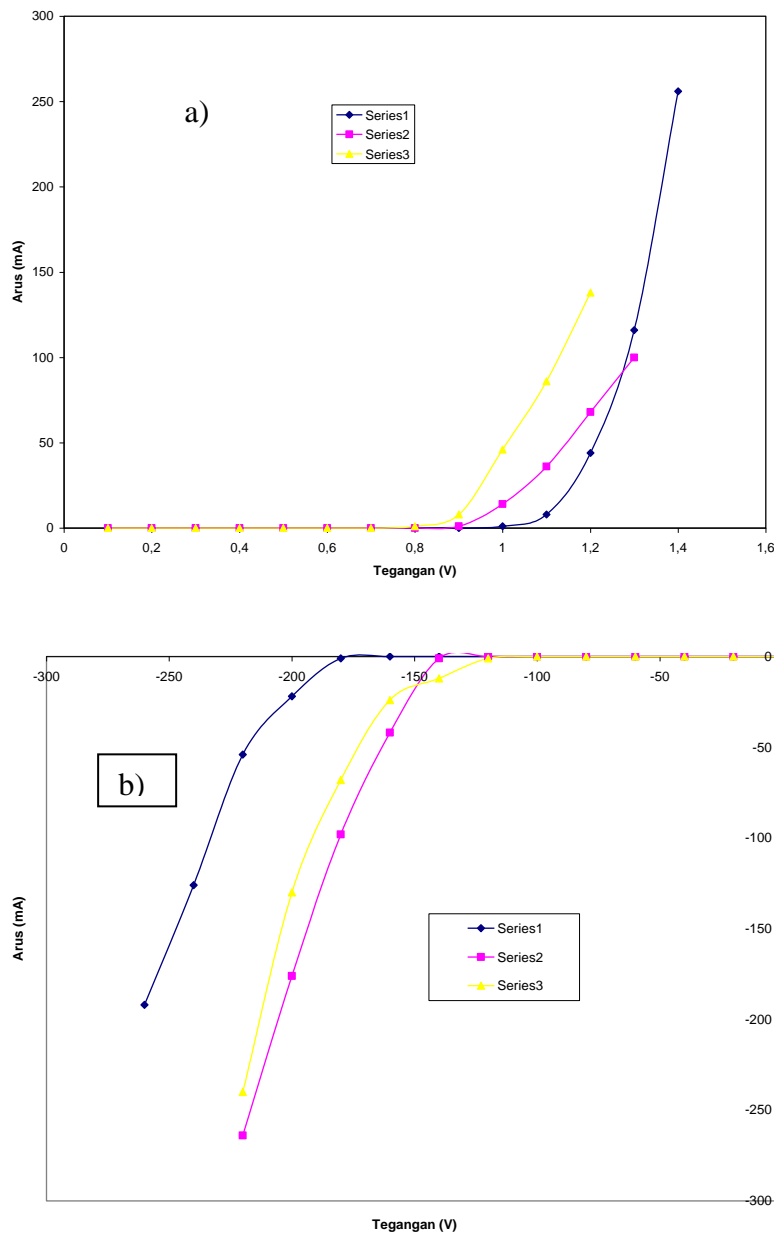 300
250
200
150
100
50
0
Arus (mA)
a)
Series1
Series2
Series3
0 0,2 0,4 0,6 0,8 1 1,2 1,4 1,6
Tegangan (V)
-300 -250 -200 -150 -100 -50 0
-50
-100
-150
-200
-250
-300
b)
Arus (mA)
Series1
Series2
Series3
Tegangan (V)